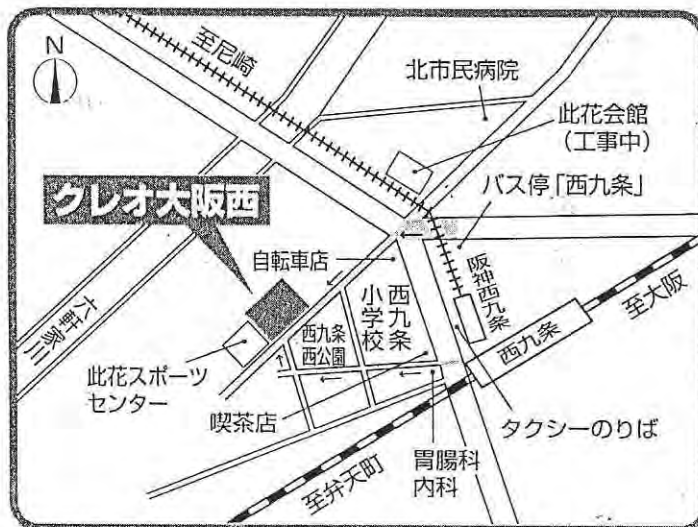 N
至尼崎
北市民病院
此花会館
(工事中)
バス停「西九条」
クレオ大阪西
自転車店
阪神西九条
至大阪
西九条
小学校
西九条
西公園
六軒家川
西九条
此花スポーツ
センター
喫茶店
タクシーのりば
胃腸科
内科
至弁天町